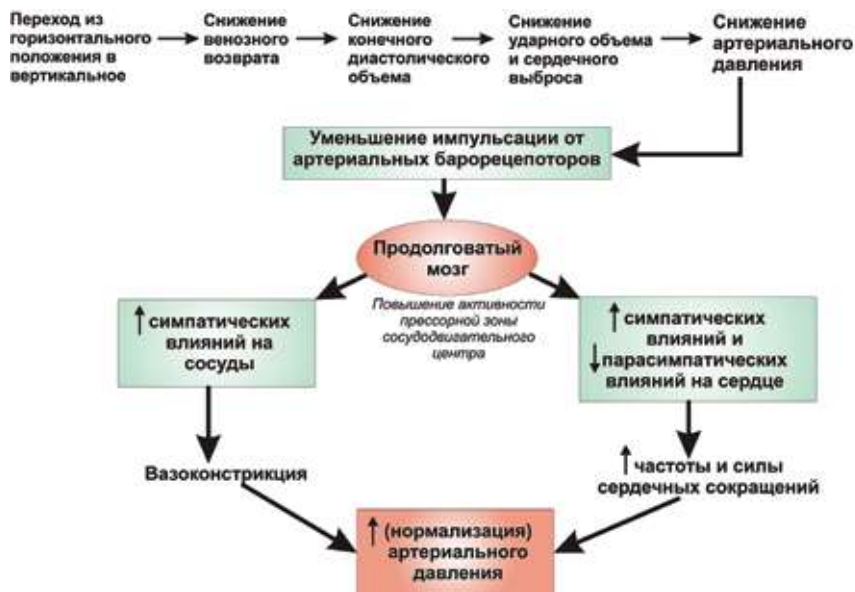 Переход из
горизонтального
положения в
вертикальное
Снижение
венозного
возврата
Снижение
конечного
диастолического
объема
Снижение
ударного объема
и сердечного
выброса
Снижение
артериального
давления
Уменьшение импульсации от
артериальных барорецепоторов
Продолговатый
мозг
Повышение активности
прессорной зоны
сосудодвигательного
центра
↑ симпатических
влияний на
сосуды
↑ симпатических
влияний и
↓ парасимпатических
влияний на сердце
Вазоконстрикция
↑ частоты и силы
сердечных сокращений
↑ (нормализация)
артериального
давления